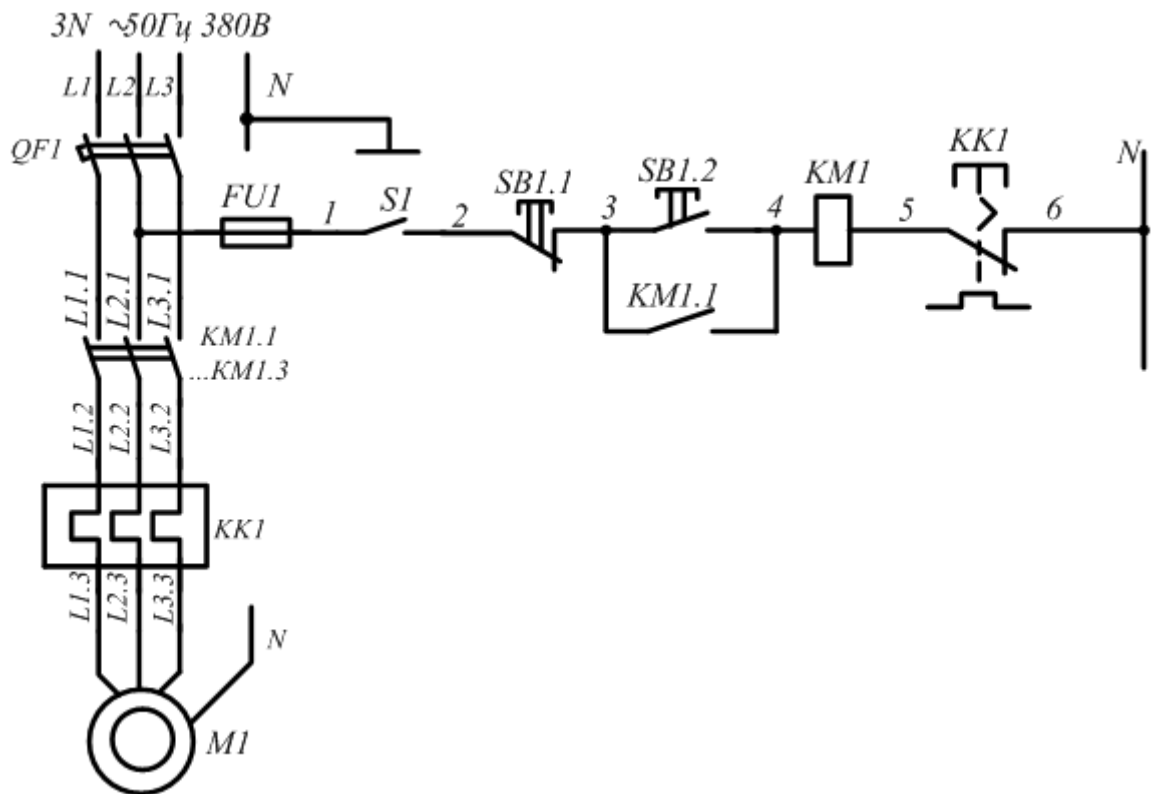 3N ~50Гц 380В
L1 L2 L3 N
QF1
FU1 1 S1 2 SB1.1 3 SB1.2 4 KM1 5 KK1 6 N
L1.1 L2.1 L3.1
KM1.1
KM1.1
...KM1.3
L1.2 L2.2 L3.2
KK1
L1.3 L2.3 L3.3
N
M1